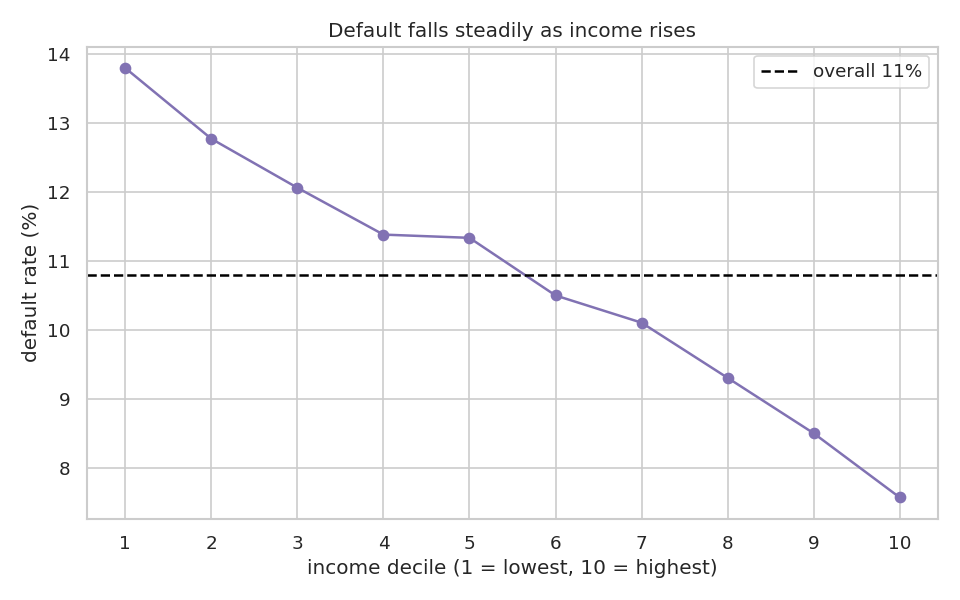 Default falls steadily as income rises
overall 11%
default rate (%)
14
13
12
11
10
9
8
1 2 3 4 5 6 7 8 9 10
income decile (1 = lowest, 10 = highest)